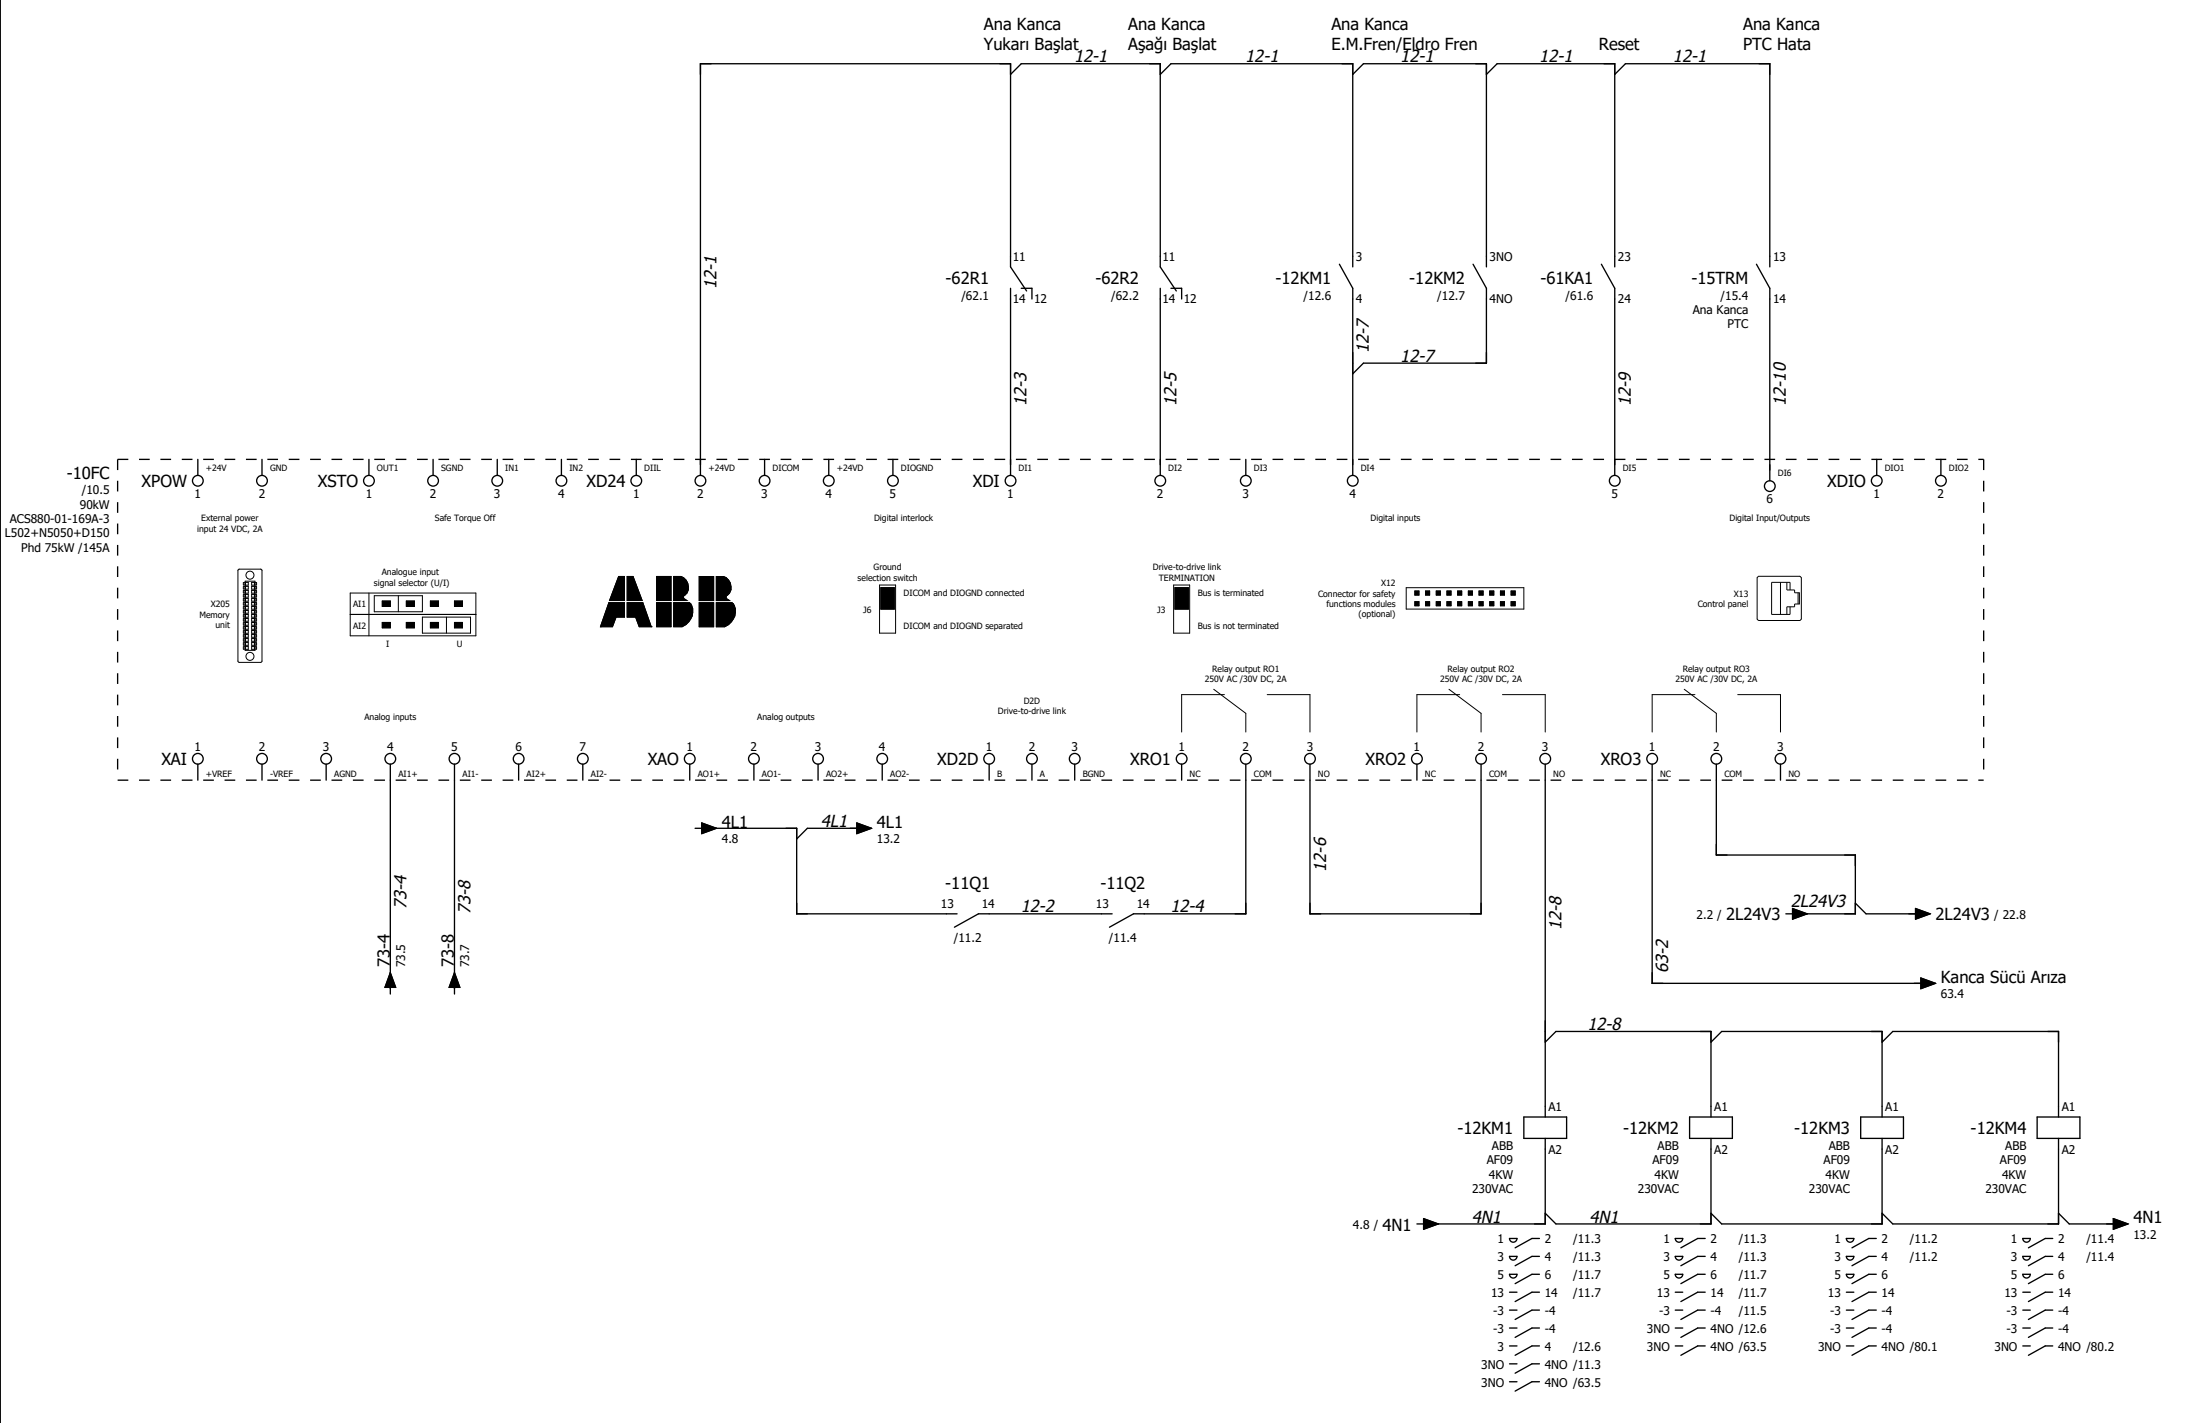 Ana Kanca
Yukarı Başlat
Ana Kanca
Aşağı Başlat
Ana Kanca
E.M.Fren/Eldro Fren
Reset
Ana Kanca
PTC Hata
12-1
12-1
12-1
12-1
12-1
12-1
-62R1
/62.1
11
14
12
-62R2
/62.2
11
14
12
-12KM1
/12.6
3
4
-12KM2
/12.7
3NO
4NO
-61KA1
/61.6
23
24
-15TRM
/15.4
Ana Kanca
PTC
13
14
12-3
12-5
12-7
12-7
12-9
12-10
-10FC
/10.5
90kW
ACS880-01-169A-3
L502+N5050+D150
Phd 75kW /145A
XPOW
+24V
1
GND
2
XSTO
OUT1
1
SGND
2
IN1
3
IN2
4
XD24
DIIL
1
+24VD
2
DICOM
3
+24VD
4
DIOGND
5
XDI
DI1
1
DI2
2
DI3
3
DI4
4
DI5
5
DI6
6
XDIO
DIO1
1
DIO2
2
External power
input 24 VDC, 2A
Safe Torque Off
Digital interlock
Digital inputs
Digital Input/Outputs
X205
Memory
unit
Analogue input
signal selector (U/I)
AI1
AI2
I
U
ABB
Ground
selection switch
J6
DICOM and DIOGND connected
DICOM and DIOGND separated
Drive-to-drive link
TERMINATION
J3
Bus is terminated
Bus is not terminated
X12
Connector for safety
functions modules
(optional)
X13
Control panel
Relay output RO1
250V AC /30V DC, 2A
Relay output RO2
250V AC /30V DC, 2A
Relay output RO3
250V AC /30V DC, 2A
Analog inputs
Analog outputs
D2D
Drive-to-drive link
XAI
1
+VREF
2
-VREF
3
AGND
4
AI1+
5
AI1-
6
AI2+
7
AI2-
XAO
1
AO1+
2
AO1-
3
AO2+
4
AO2-
XD2D
1
B
2
A
3
BGND
XRO1
1
NC
2
COM
3
NO
XRO2
1
NC
2
COM
3
NO
XRO3
1
NC
2
COM
3
NO
4L1
4.8
4L1
4L1
13.2
73-4
73-4
73.5
73-8
73-8
73.7
-11Q1
13
14
/11.2
12-2
-11Q2
13
14
/11.4
12-4
12-6
12-8
63-2
2.2 / 2L24V3
2L24V3
2L24V3 / 22.8
Kanca Sücü Arıza
63.4
12-8
-12KM1
ABB
AF09
4KW
230VAC
A1
A2
-12KM2
ABB
AF09
4KW
230VAC
A1
A2
-12KM3
ABB
AF09
4KW
230VAC
A1
A2
-12KM4
ABB
AF09
4KW
230VAC
A1
A2
4.8 / 4N1
4N1
4N1
4N1
13.2
1 2 /11.3
3 4 /11.3
5 6 /11.7
13 14 /11.7
-3 -4
-3 -4
3 4 /12.6
3NO 4NO /11.3
3NO 4NO /63.5
1 2 /11.3
3 4 /11.3
5 6 /11.7
13 14 /11.7
-3 -4 /11.5
3NO 4NO /12.6
3NO 4NO /63.5
1 2 /11.2
3 4 /11.2
5 6
13 14
-3 -4
-3 -4
3NO 4NO /80.1
1 2 /11.4
3 4 /11.4
5 6
13 14
-3 -4
-3 -4
3NO 4NO /80.2